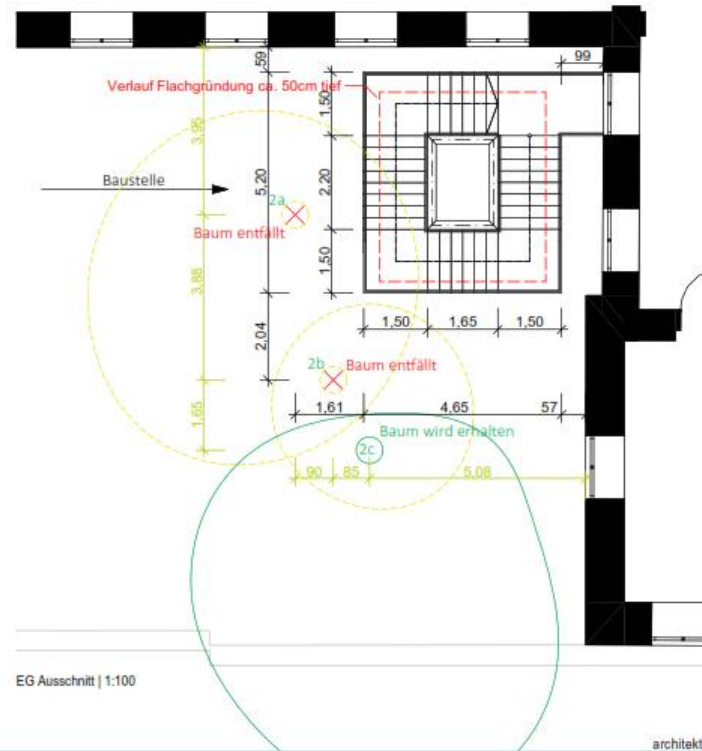 59
99
Verlauf Flachgründung ca. 50cm tief
1,50
3,95
Baustelle
5,20
2,20
2a
Baum entfällt
1,50
3,88
1,50 1,65 1,50
2,04
2b Baum entfällt
1,61 4,65 57
1,65
Baum wird erhalten
2c
90 85 5,08
EG Ausschnitt | 1:100
architekt